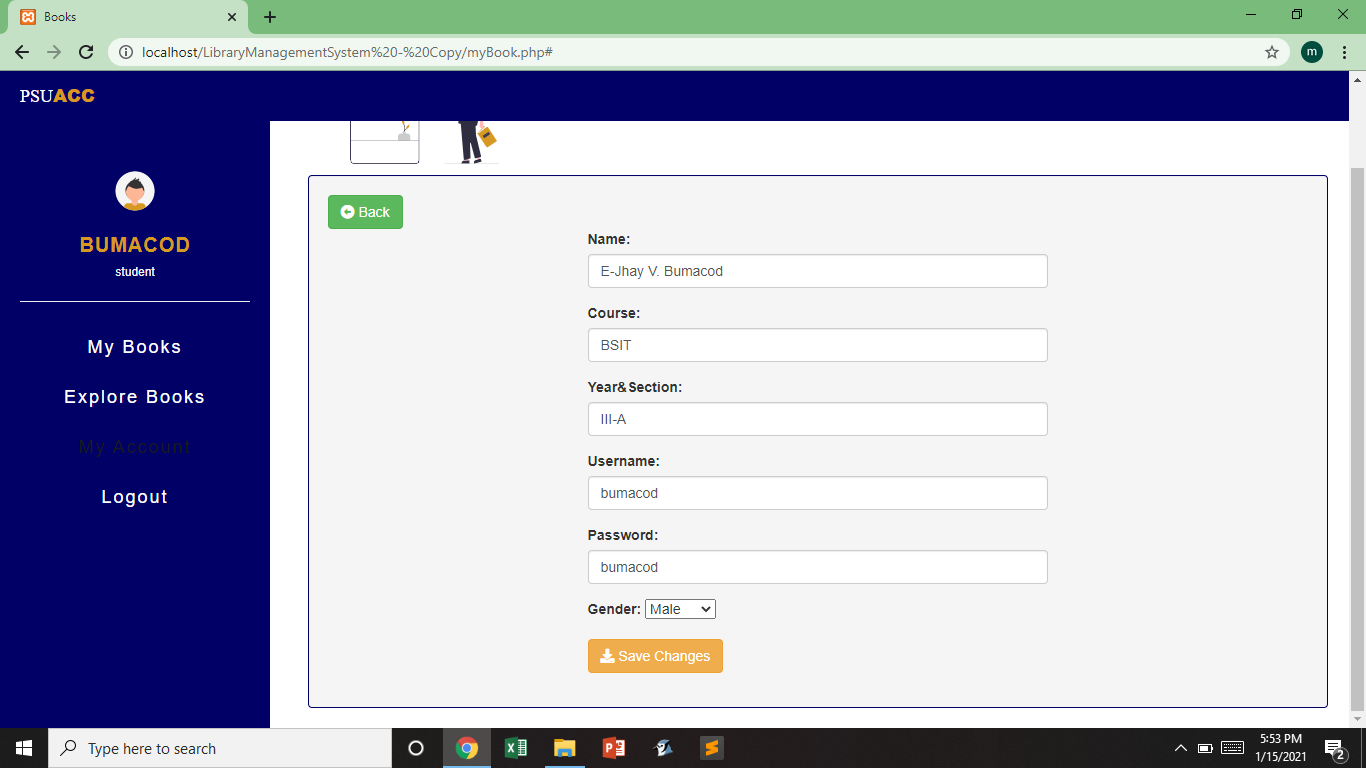 Books
localhost/LibraryManagementSystem%20-%20Copy/myBook.php#
m
PSUACC
BUMACOD
student
My Books
Explore Books
My Account
Logout
Back
Name:
E-Jhay V. Bumacod
Course:
BSIT
Year&Section:
III-A
Username:
bumacod
Password:
bumacod
Gender: Male
Save Changes
Type here to search
5:53 PM
1/15/2021
2